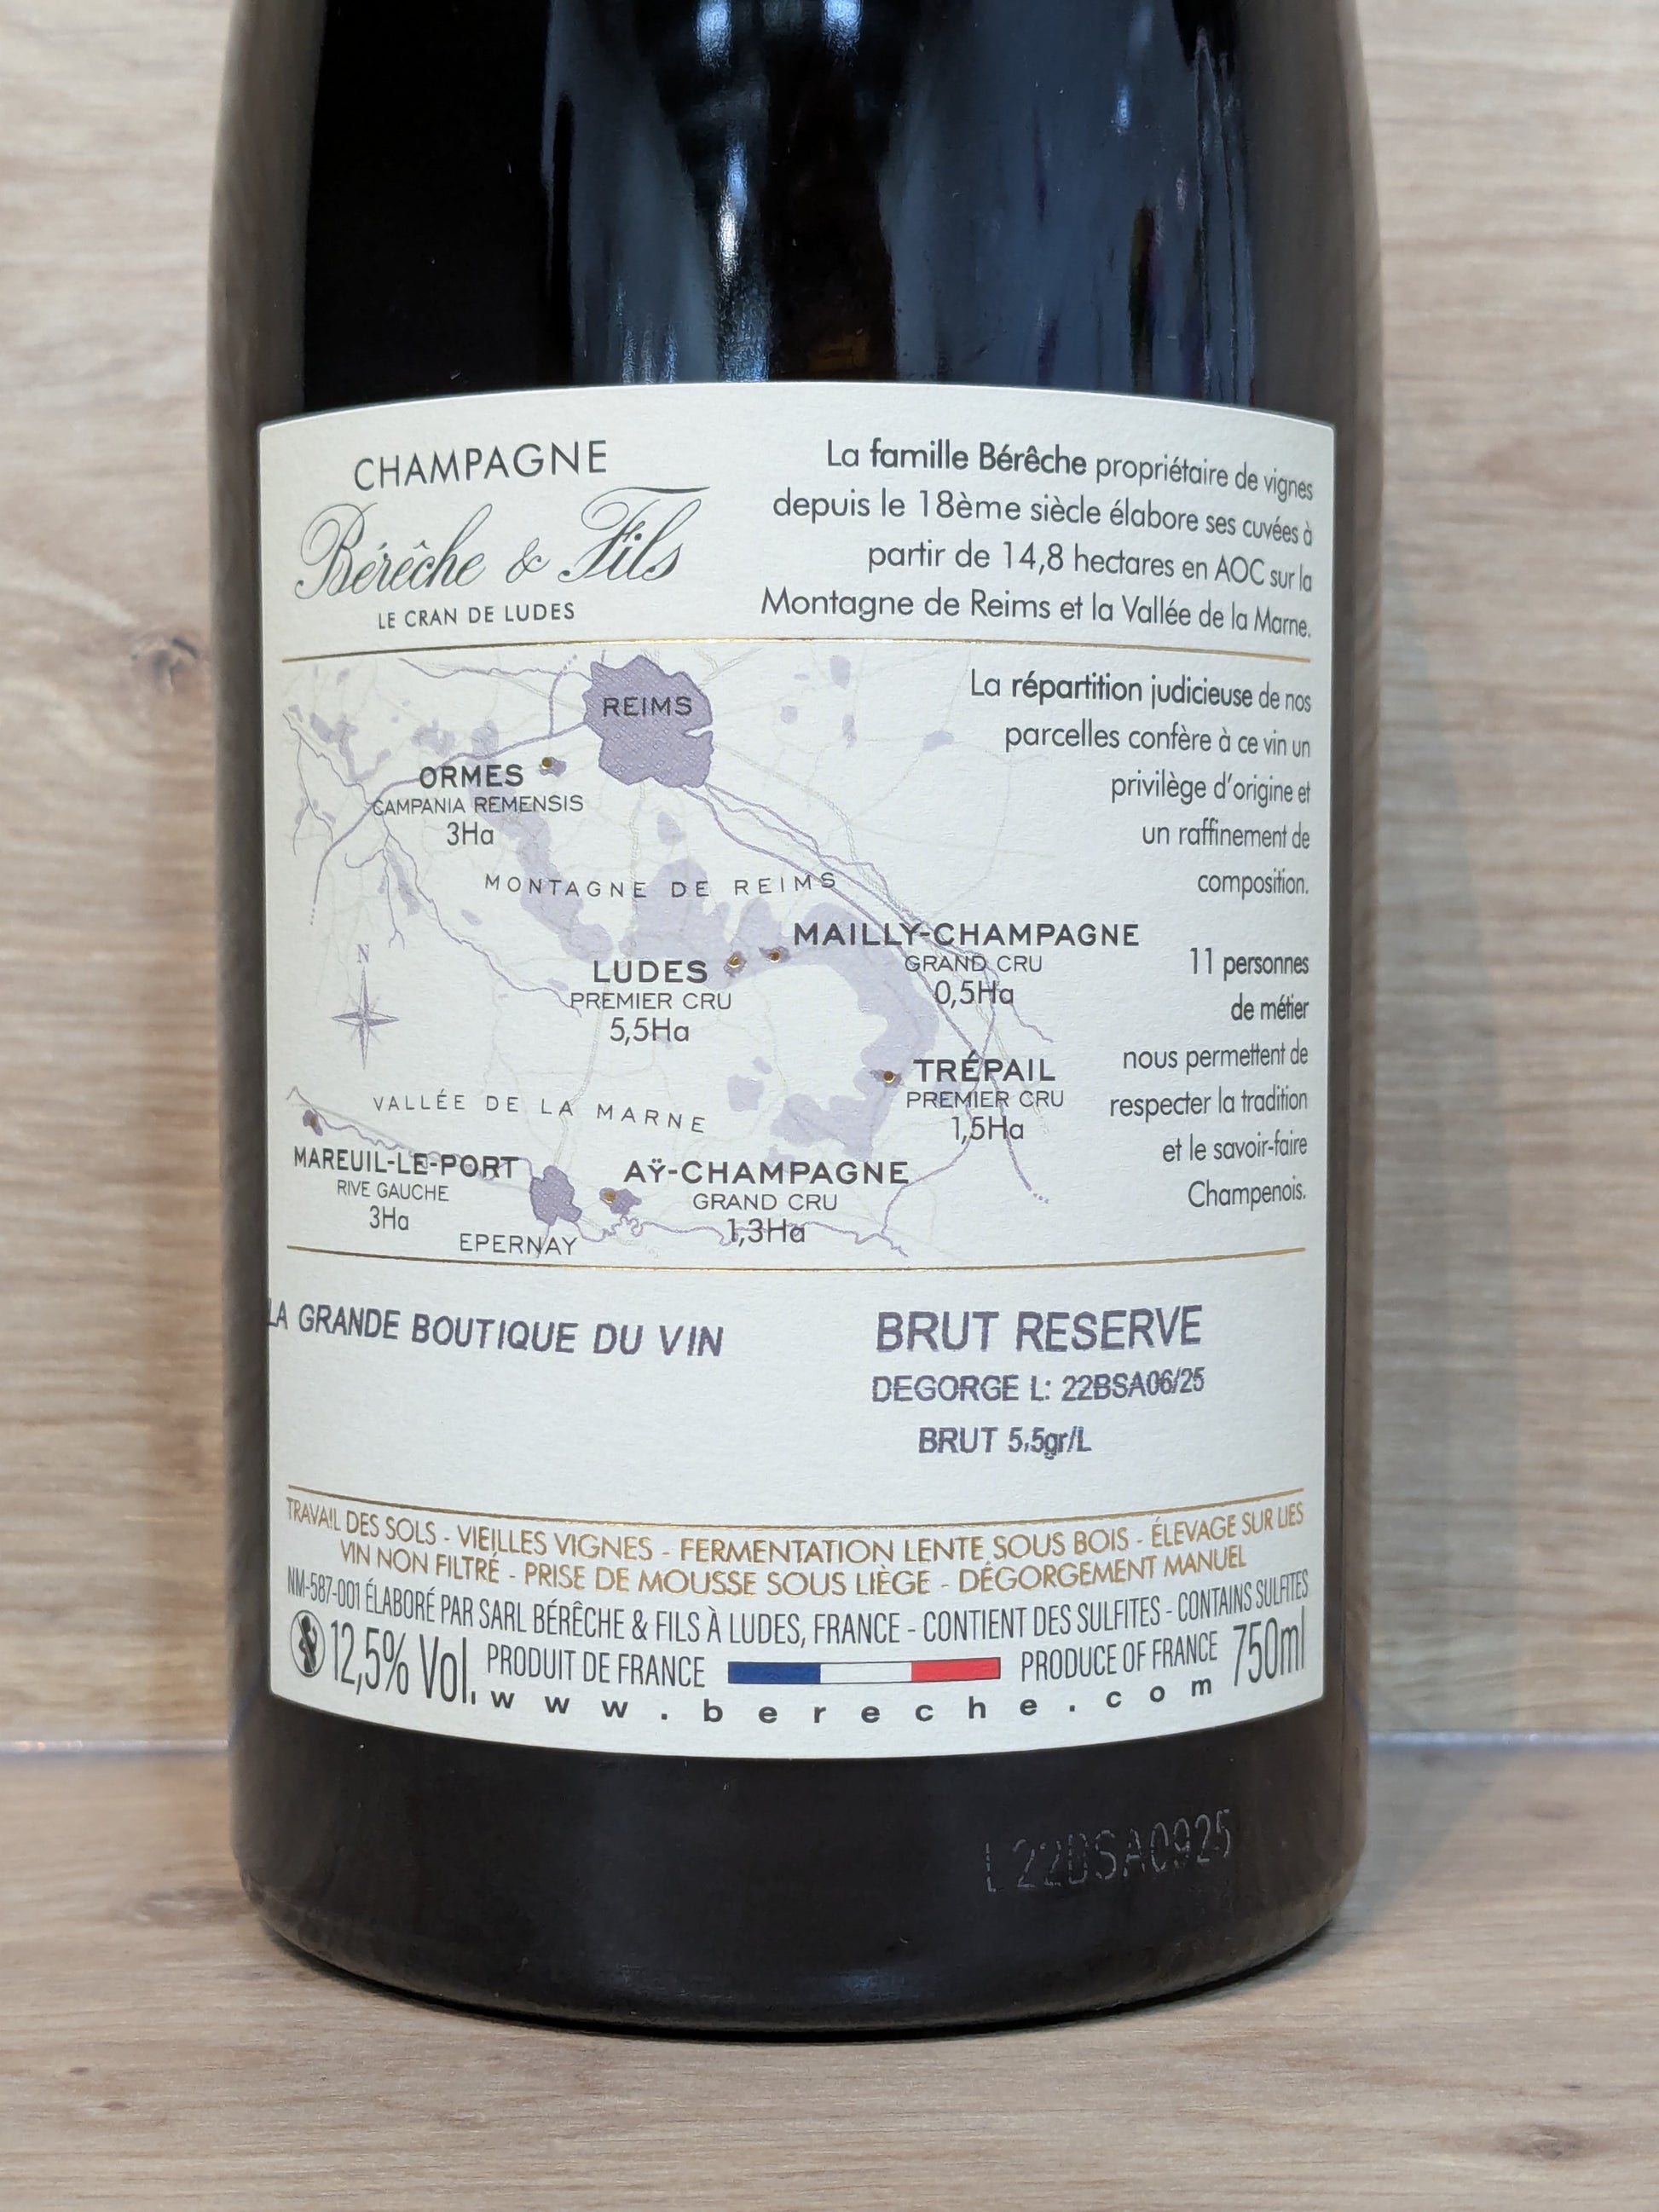 CHAMPAGNE
Bérêche & Fils
LE CRAN DE LUDES
La famille Bérêche propriétaire de vignes
depuis le 18ème siècle élabore ses cuvées à
partir de 14,8 hectares en AOC sur la
Montagne de Reims et la Vallée de la Marne.
REIMS
ORMES
CAMPANIA REMENSIS
3Ha
MONTAGNE DE REIMS
MAILLY-CHAMPAGNE
GRAND CRU
0,5Ha
LUDES
PREMIER CRU
5,5Ha
N
TRÉPAIL
PREMIER CRU
1,5Ha
VALLÉE DE LA MARNE
MAREUIL-LE-PORT
RIVE GAUCHE
3Ha
AŸ-CHAMPAGNE
GRAND CRU
1,3Ha
EPERNAY
La répartition judicieuse de nos
parcelles confère à ce vin un
privilège d'origine et
un raffinement de
composition.
11 personnes
de métier
nous permettent de
respecter la tradition
et le savoir-faire
Champenois.
LA GRANDE BOUTIQUE DU VIN
BRUT RESERVE
DEGORGE L: 22BSA06/25
BRUT 5,5gr/L
TRAVAIL DES SOLS - VIEILLES VIGNES - FERMENTATION LENTE SOUS BOIS - ÉLEVAGE SUR LIES
VIN NON FILTRÉ - PRISE DE MOUSSE SOUS LIÈGE - DÉGORGEMENT MANUEL
NM-587-001 ÉLABORÉ PAR SARL BÉRÊCHE & FILS À LUDES, FRANCE - CONTIENT DES SULFITES - CONTAINS SULFITES
12,5% Vol. PRODUIT DE FRANCE PRODUCE OF FRANCE 750ml
www.bereche.com
L22BSA0925